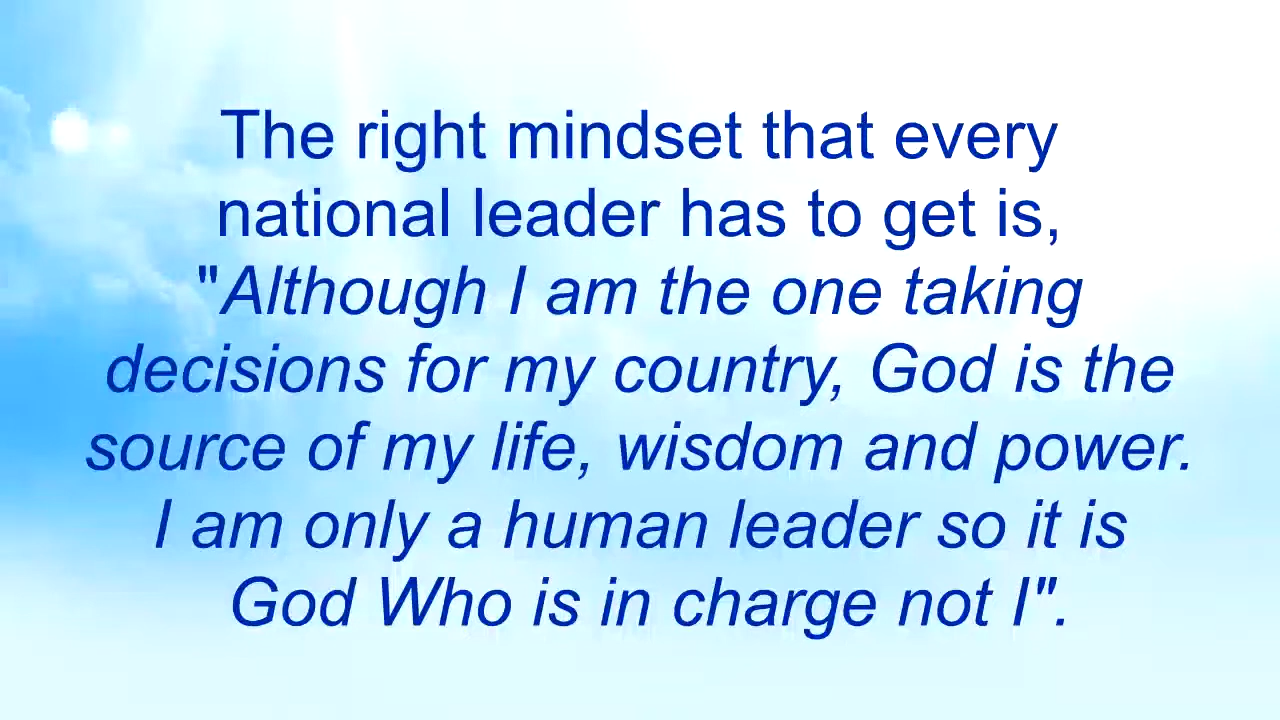 The right mindset that every
national leader has to get is,
"Although I am the one taking
decisions for my country, God is the
source of my life, wisdom and power.
I am only a human leader so it is
God Who is in charge not I".